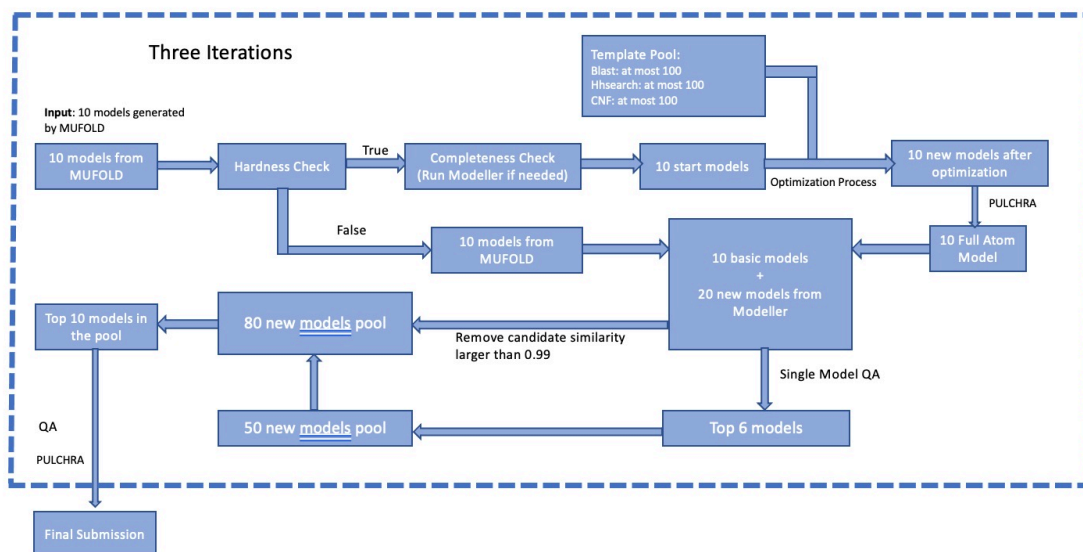 Three Iterations
Template Pool:
Blast: at most 100
Hhsearch: at most 100
CNF: at most 100
Input: 10 models generated
by MUFOLD
10 models from
MUFOLD
Hardness Check
True
Completeness Check
(Run Modeller if needed)
10 start models
Optimization Process
10 new models after
optimization
PULCHRA
False
10 models from
MUFOLD
10 basic models
+
20 new models from
Modeller
10 Full Atom
Model
Top 10 models in
the pool
80 new models pool
Remove candidate similarity
larger than 0.99
Single Model QA
QA
PULCHRA
50 new models pool
Top 6 models
Final Submission